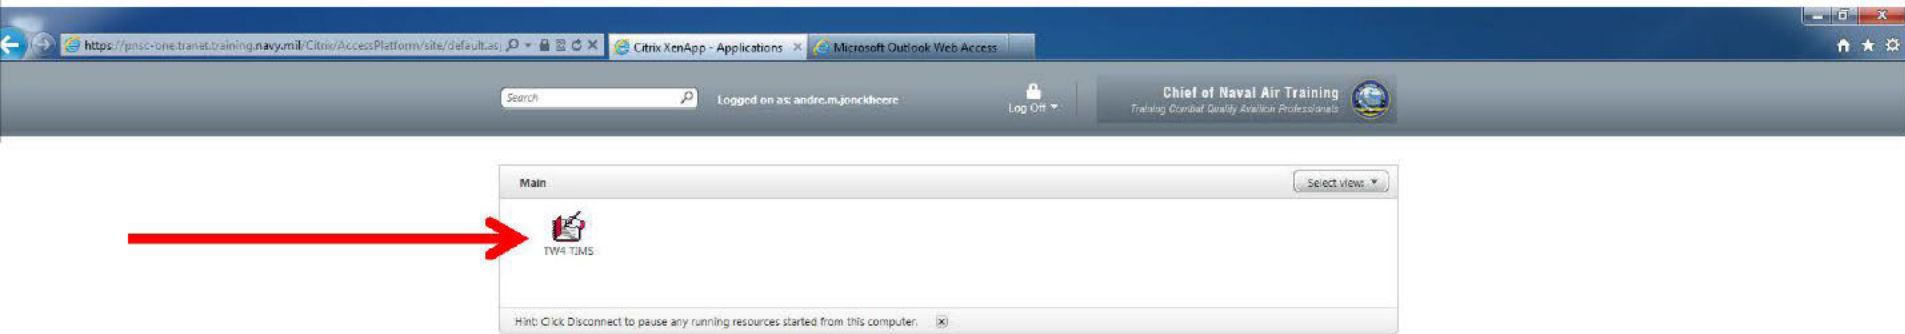 https://pnsc-one.tranet.training.navy.mil/Citrix/AccessPlatform/site/default.as
Citrix XenApp - Applications
Microsoft Outlook Web Access
Search
Logged on as: andre.m.jonckheere
Log Off
Chief of Naval Air Training
Training Combat Quality Aviation Professionals
Main
Select view:
TW4 TIMS
Hint: Click Disconnect to pause any running resources started from this computer.